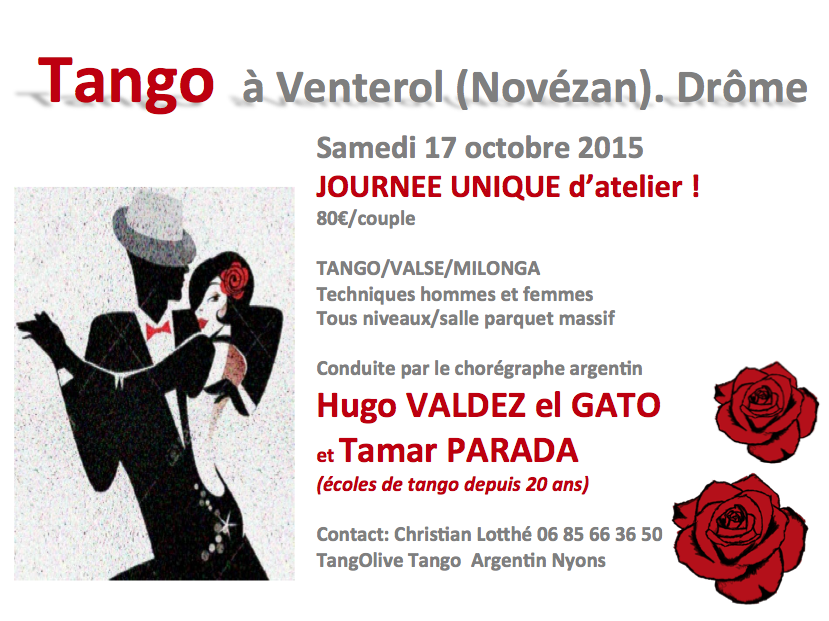 Tango à Venterol (Novézan). Drôme
Samedi 17 octobre 2015
JOURNEE UNIQUE d’atelier !
80€/couple
TANGO/VALSE/MILONGA
Techniques hommes et femmes
Tous niveaux/salle parquet massif
Conduite par le chorégraphe argentin
Hugo VALDEZ el GATO
et Tamar PARADA
(écoles de tango depuis 20 ans)
Contact: Christian Lotthé 06 85 66 36 50
TangOlive Tango Argentin Nyons